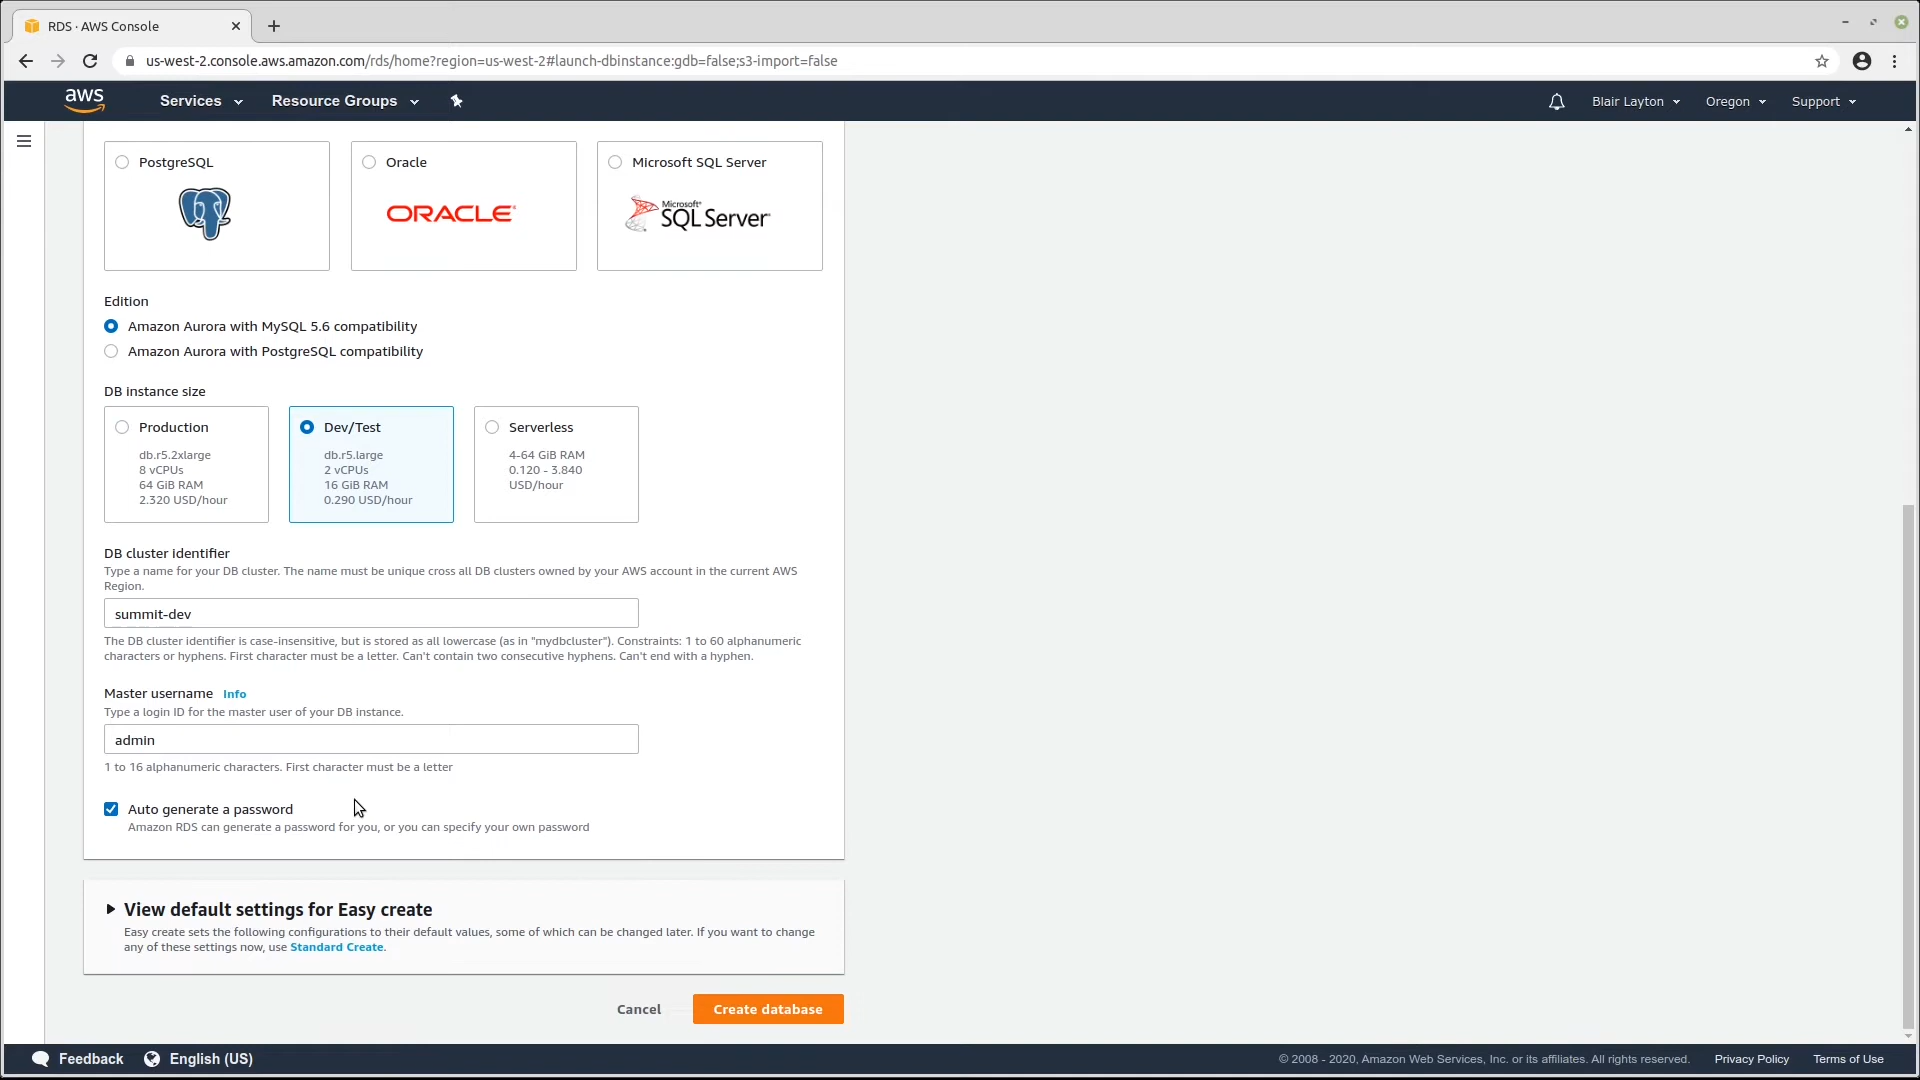 RDS · AWS Console
us-west-2.console.aws.amazon.com/rds/home?region=us-west-2#launch-dbinstance:gdb=false;s3-import=false
aws Services Resource Groups Blair Layton Oregon Support
PostgreSQL Oracle Microsoft SQL Server
ORACLE Microsoft SQL Server
Edition
Amazon Aurora with MySQL 5.6 compatibility
Amazon Aurora with PostgreSQL compatibility
DB instance size
Production
db.r5.2xlarge
8 vCPUs
64 GiB RAM
2.320 USD/hour
Dev/Test
db.r5.large
2 vCPUs
16 GiB RAM
0.290 USD/hour
Serverless
4-64 GiB RAM
0.120 - 3.840
USD/hour
DB cluster identifier
Type a name for your DB cluster. The name must be unique cross all DB clusters owned by your AWS account in the current AWS
Region.
summit-dev
The DB cluster identifier is case-insensitive, but is stored as all lowercase (as in "mydbcluster"). Constraints: 1 to 60 alphanumeric
characters or hyphens. First character must be a letter. Can't contain two consecutive hyphens. Can't end with a hyphen.
Master username Info
Type a login ID for the master user of your DB instance.
admin
1 to 16 alphanumeric characters. First character must be a letter
Auto generate a password
Amazon RDS can generate a password for you, or you can specify your own password
View default settings for Easy create
Easy create sets the following configurations to their default values, some of which can be changed later. If you want to change
any of these settings now, use Standard Create.
Cancel Create database
Feedback English (US) © 2008 - 2020, Amazon Web Services, Inc. or its affiliates. All rights reserved. Privacy Policy Terms of Use